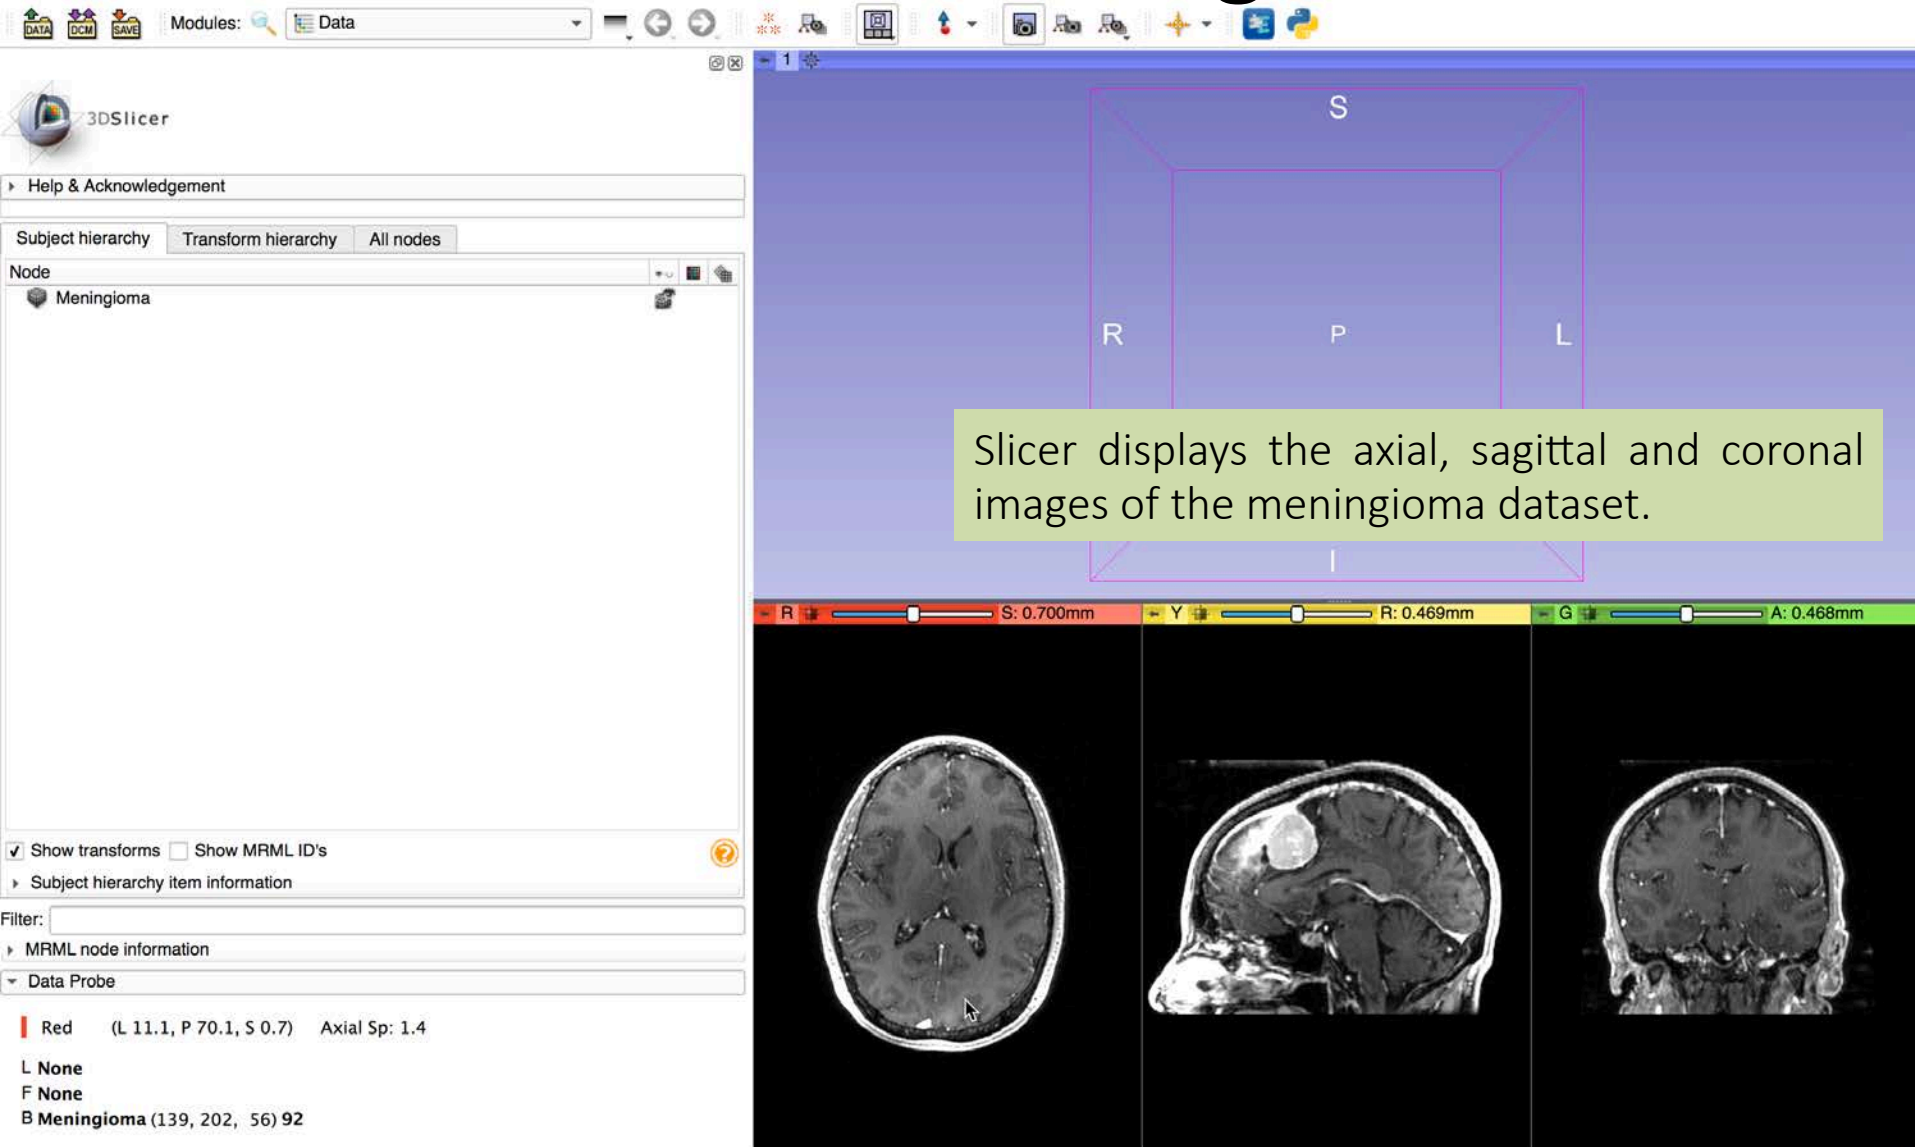 DATA DCM SAVE Modules: Data
1
3DSlicer
Help & Acknowledgement
Subject hierarchy Transform hierarchy All nodes
Node
Meningioma
S
R P L
Slicer displays the axial, sagittal and coronal
images of the meningioma dataset.
I
R S: 0.700mm Y R: 0.469mm G A: 0.468mm
Show transforms Show MRML ID's
?
Subject hierarchy item information
Filter:
MRML node information
Data Probe
Red (L 11.1, P 70.1, S 0.7) Axial Sp: 1.4
L None
F None
B Meningioma (139, 202, 56) 92